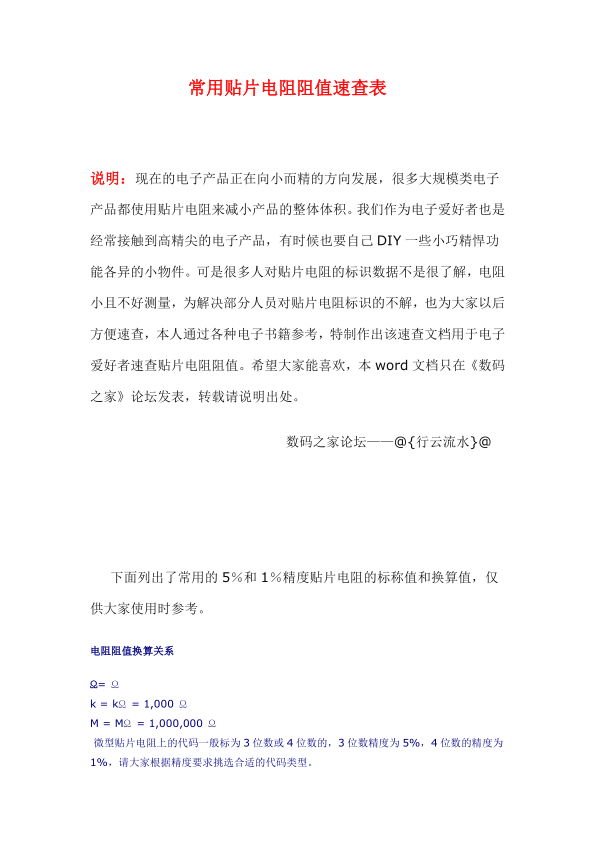 常用贴片电阻阻值速查表
说明：现在的电子产品正在向小而精的方向发展，很多大规模类电子
产品都使用贴片电阻来减小产品的整体体积。我们作为电子爱好者也是
经常接触到高精尖的电子产品，有时候也要自己 DIY 一些小巧精悍功
能各异的小物件。可是很多人对贴片电阻的标识数据不是很了解，电阻
小且不好测量，为解决部分人员对贴片电阻标识的不解，也为大家以后
方便速查，本人通过各种电子书籍参考，特制作出该速查文档用于电子
爱好者速查贴片电阻阻值。希望大家能喜欢，本 word 文档只在《数码
之家》论坛发表，转载请说明出处。
数码之家论坛——@{行云流水}@
下面列出了常用的 5％和 1％精度贴片电阻的标称值和换算值，仅
供大家使用时参考。
电阻阻值换算关系
Ω= Ω
k = kΩ = 1,000 Ω
M = MΩ = 1,000,000 Ω
微型贴片电阻上的代码一般标为 3 位数或 4 位数的，3 位数精度为 5%，4 位数的精度为
1%，请大家根据精度要求挑选合适的代码类型。